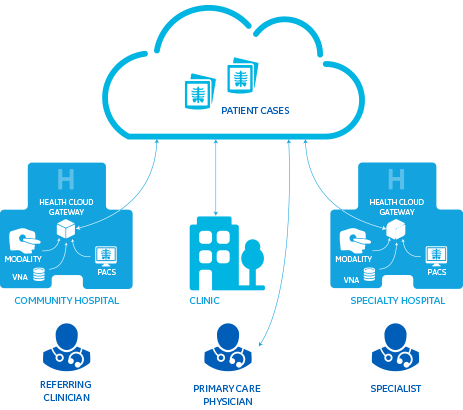 PATIENT CASES
H
HEALTH CLOUD
GATEWAY
MODALITY
VNA
PACS
COMMUNITY HOSPITAL
CLINIC
H
HEALTH CLOUD
GATEWAY
MODALITY
VNA
PACS
SPECIALTY HOSPITAL
REFERRING
CLINICIAN
PRIMARY CARE
PHYSICIAN
SPECIALIST